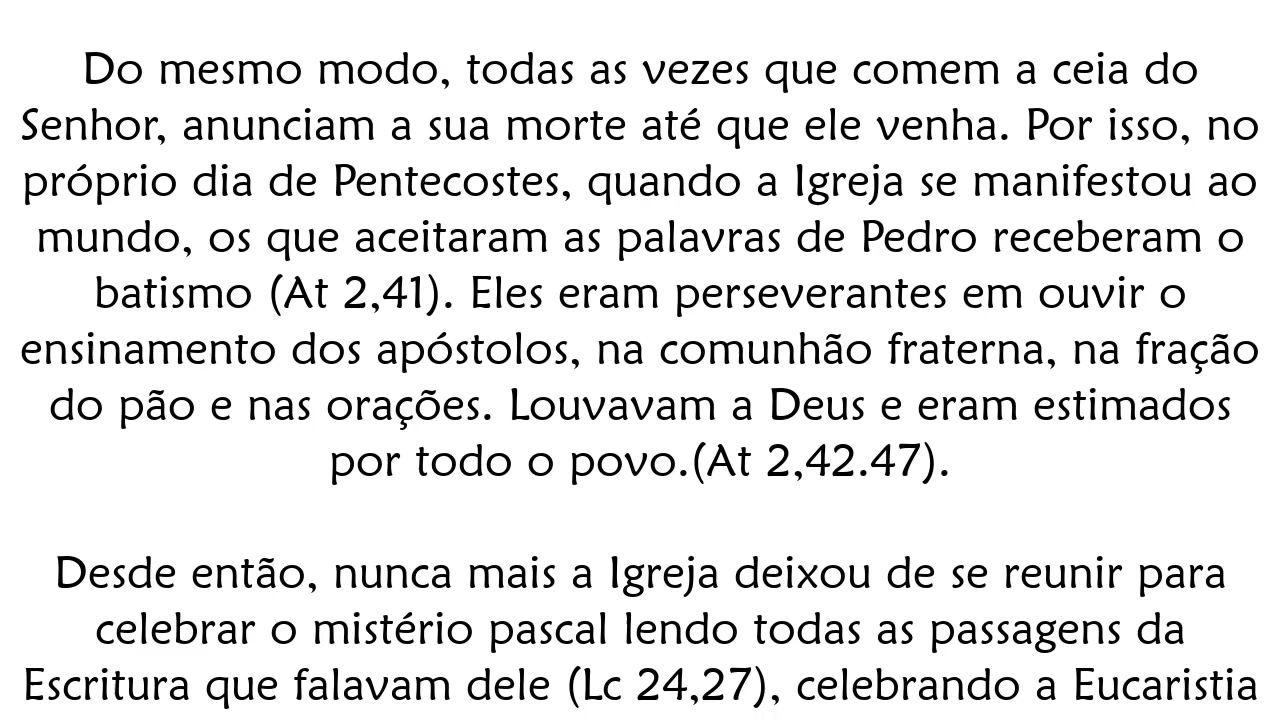 Do mesmo modo, todas as vezes que comem a ceia do
Senhor, anunciam a sua morte até que ele venha. Por isso, no
próprio dia de Pentecostes, quando a Igreja se manifestou ao
mundo, os que aceitaram as palavras de Pedro receberam o
batismo (At 2,41). Eles eram perseverantes em ouvir o
ensinamento dos apóstolos, na comunhão fraterna, na fração
do pão e nas orações. Louvavam a Deus e eram estimados
por todo o povo.(At 2,42.47).
Desde então, nunca mais a Igreja deixou de se reunir para
celebrar o mistério pascal lendo todas as passagens da
Escritura que falavam dele (Lc 24,27), celebrando a Eucaristia